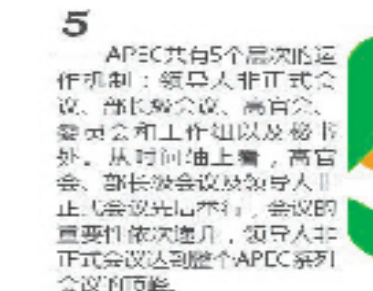 5
APEC共有5个层次的运
作机制：领导人非正式会
议、部长级会议、高官会、
委员会和工作组以及秘书
处。从时间轴上看，高官
会、部长级会议及领导人非
正式会议先后举行，会议的
重要性依次递升，领导人非
正式会议达到整个APEC系列
会议的顶峰。